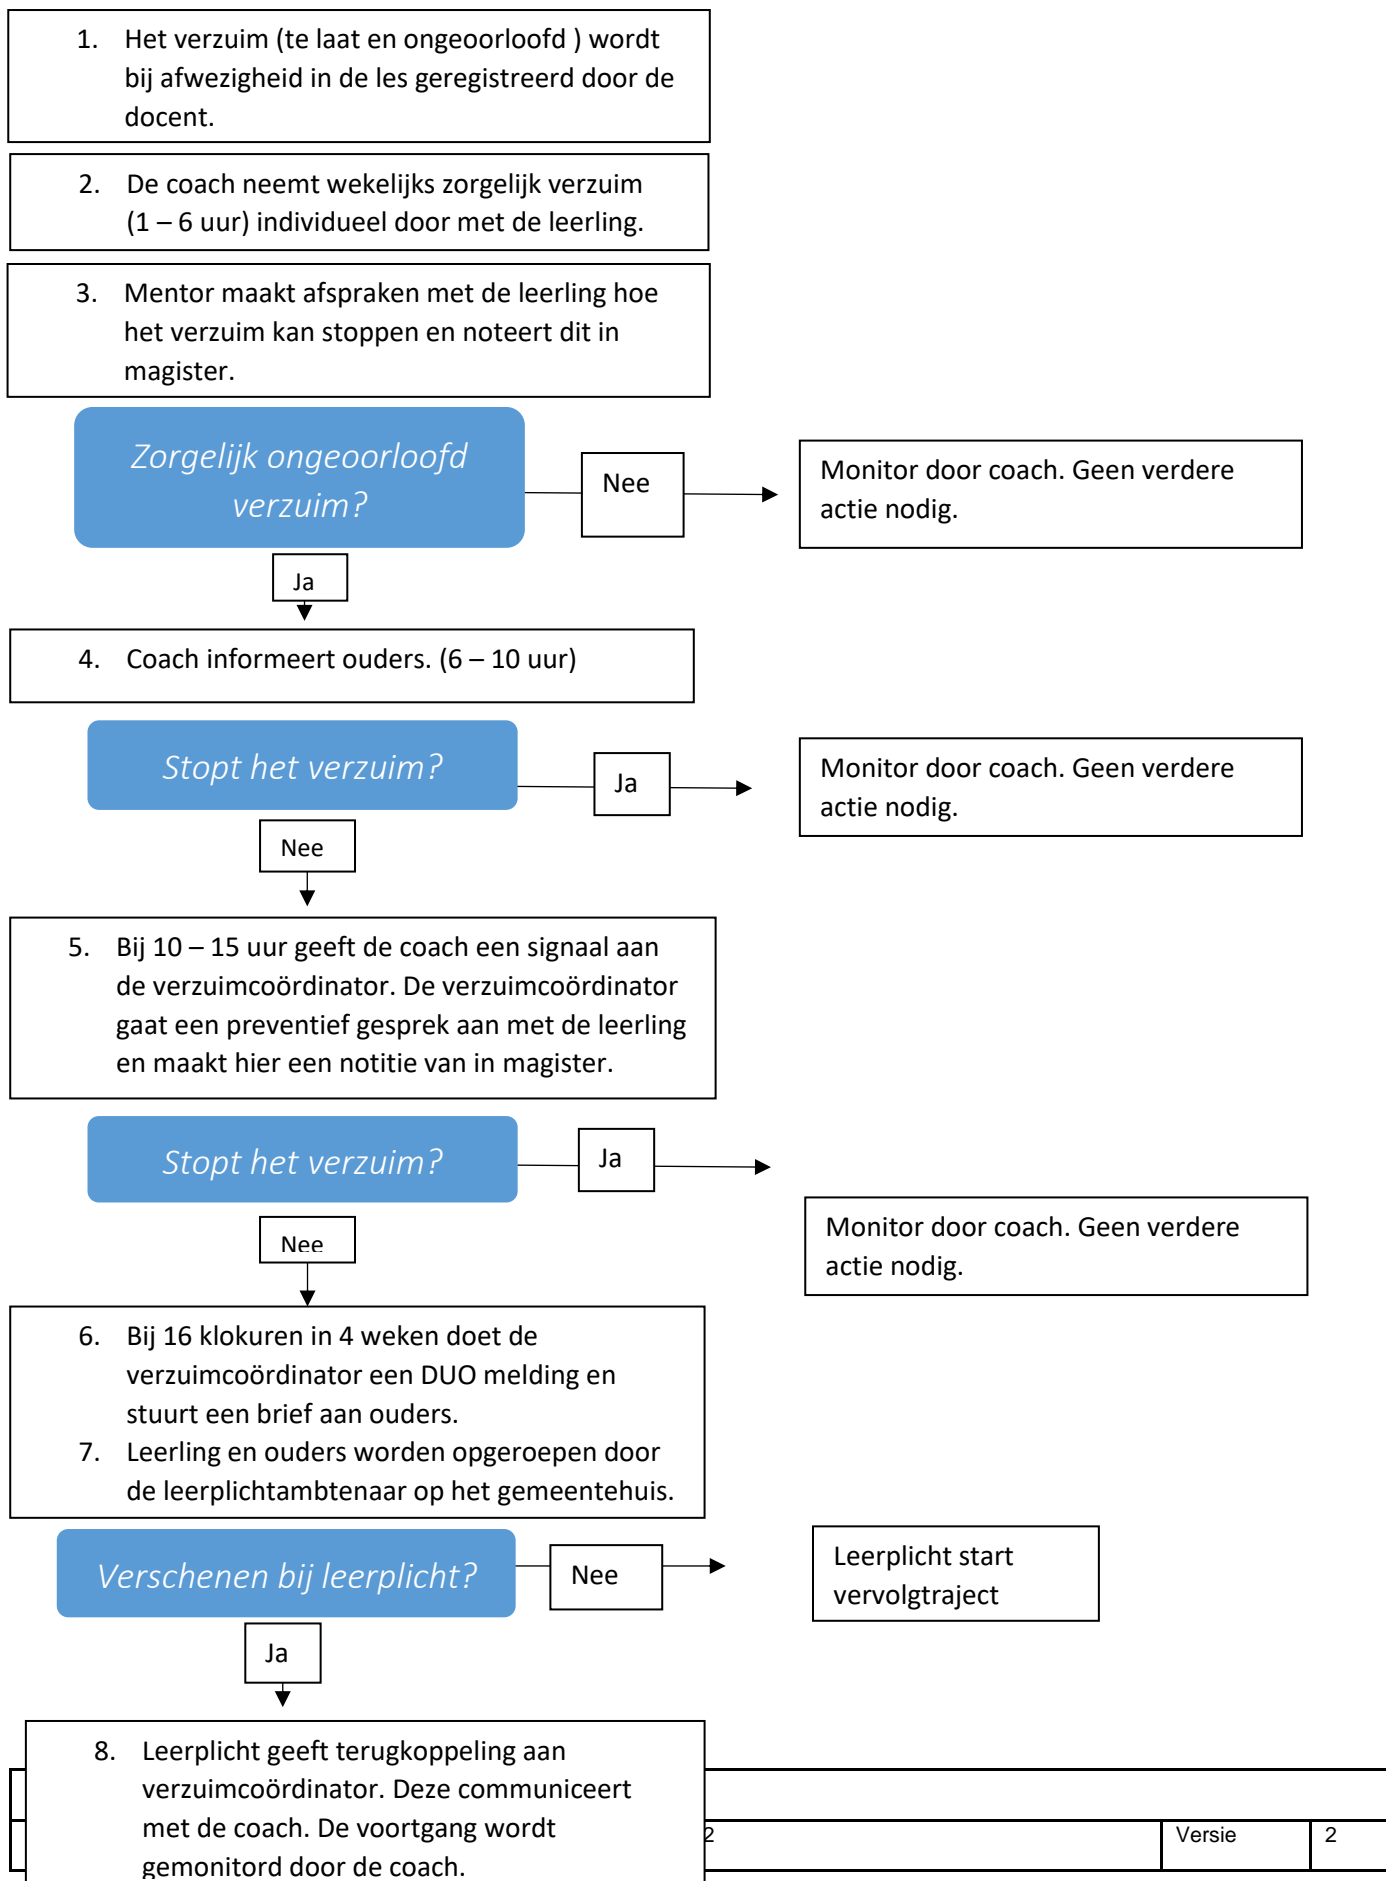 1. Het verzuim (te laat en ongeoorloofd ) wordt
bij afwezigheid in de les geregistreerd door de
docent.
2. De coach neemt wekelijks zorgelijk verzuim
(1 – 6 uur) individueel door met de leerling.
3. Mentor maakt afspraken met de leerling hoe
het verzuim kan stoppen en noteert dit in
magister.
Zorgelijk ongeoorloofd
verzuim?
Nee
Monitor door coach. Geen verdere
actie nodig.
Ja
4. Coach informeert ouders. (6 – 10 uur)
Stopt het verzuim?
Ja
Monitor door coach. Geen verdere
actie nodig.
Nee
5. Bij 10 – 15 uur geeft de coach een signaal aan
de verzuimcoördinator. De verzuimcoördinator
gaat een preventief gesprek aan met de leerling
en maakt hier een notitie van in magister.
Stopt het verzuim?
Ja
Monitor door coach. Geen verdere
actie nodig.
Nee
6. Bij 16 klokuren in 4 weken doet de
verzuimcoördinator een DUO melding en
stuurt een brief aan ouders.
7. Leerling en ouders worden opgeroepen door
de leerplichtambtenaar op het gemeentehuis.
Verschenen bij leerplicht?
Nee
Leerplicht start
vervolgtraject
Ja
8. Leerplicht geeft terugkoppeling aan
verzuimcoördinator. Deze communiceert
met de coach. De voortgang wordt
gemonitord door de coach.
2
Versie
2